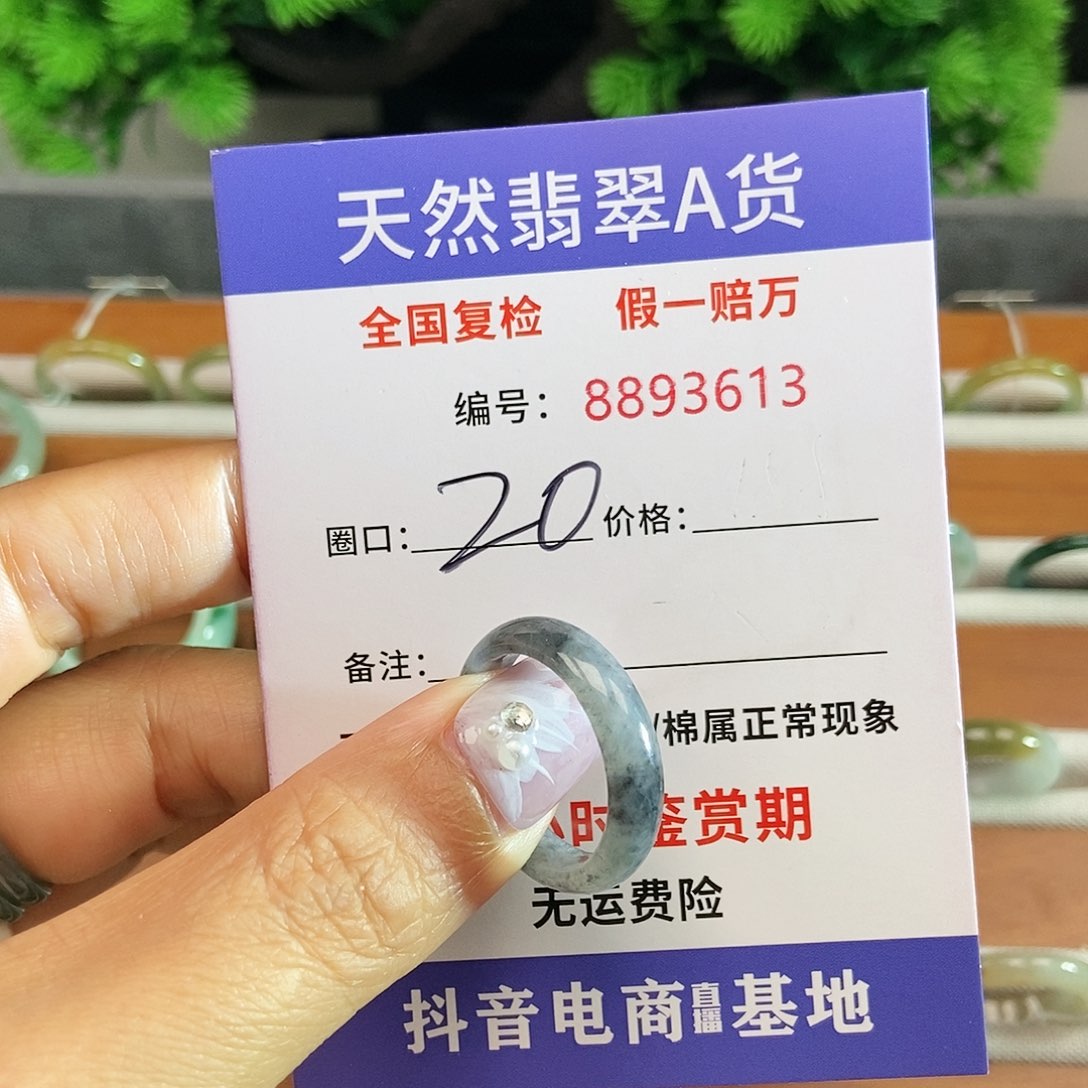 天然翡翠A货
全国复检 假一赔万
编号: 8893613
圈口: 20 价格:
备注:
棉属正常现象
小时鉴赏期
无运费险
抖音电商直播基地